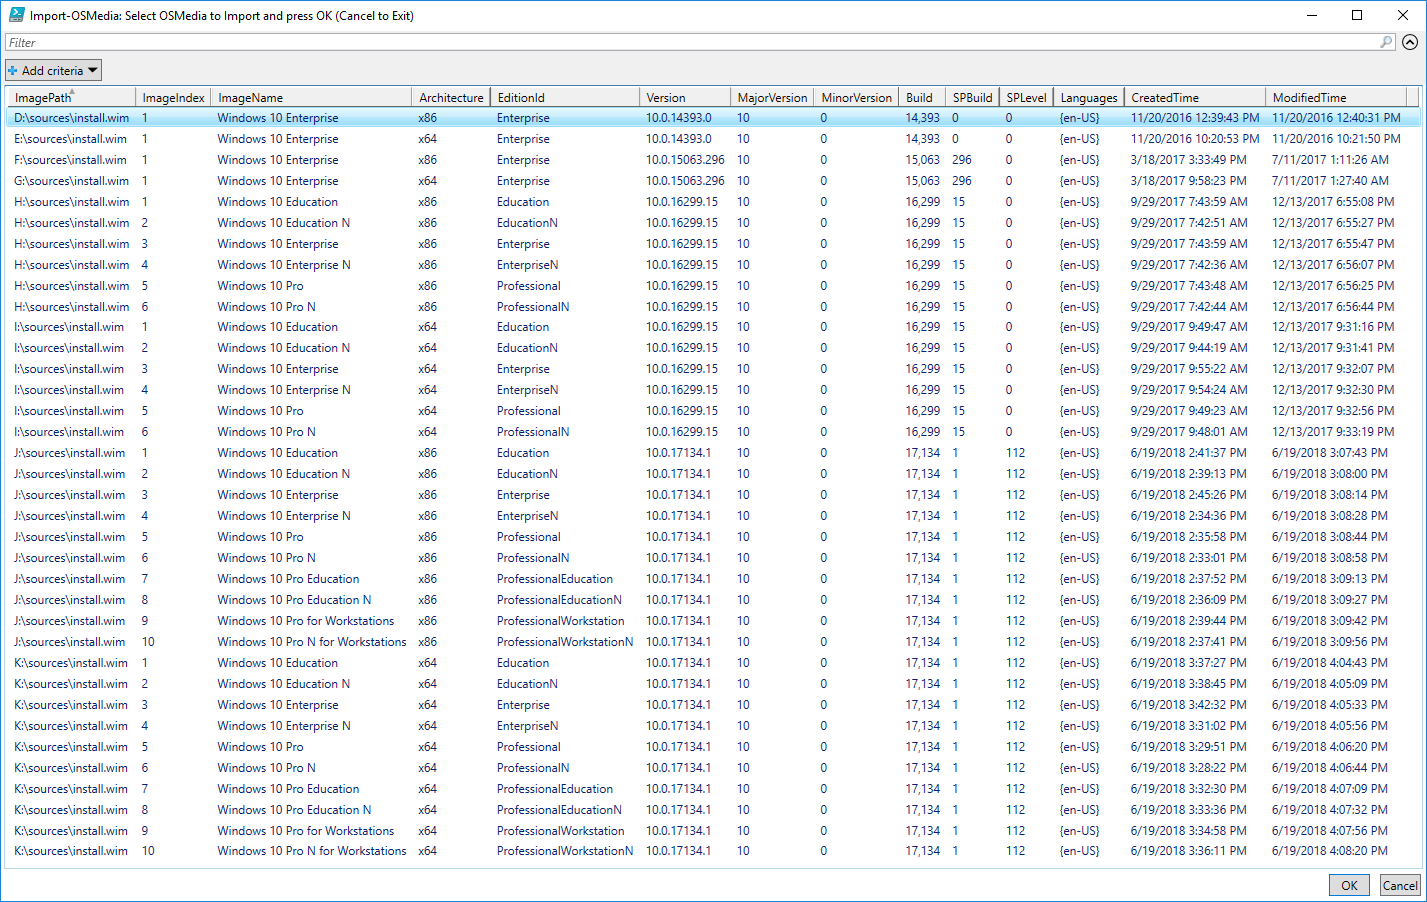 Import-OSMedia: Select OSMedia to Import and press OK (Cancel to Exit)
Filter
Add criteria
ImagePath ImageIndex ImageName Architecture EditionId Version MajorVersion MinorVersion Build SPBuild SPLevel Languages CreatedTime ModifiedTime
D:\sources\install.wim 1 Windows 10 Enterprise x86 Enterprise 10.0.14393.0 10 0 14,393 0 0 {en-US} 11/20/2016 12:39:43 PM 11/20/2016 12:40:31 PM
E:\sources\install.wim 1 Windows 10 Enterprise x64 Enterprise 10.0.14393.0 10 0 14,393 0 0 {en-US} 11/20/2016 10:20:53 PM 11/20/2016 10:21:50 PM
F:\sources\install.wim 1 Windows 10 Enterprise x86 Enterprise 10.0.15063.296 10 0 15,063 296 0 {en-US} 3/18/2017 3:33:49 PM 7/11/2017 1:11:26 AM
G:\sources\install.wim 1 Windows 10 Enterprise x64 Enterprise 10.0.15063.296 10 0 15,063 296 0 {en-US} 3/18/2017 9:58:23 PM 7/11/2017 1:27:40 AM
H:\sources\install.wim 1 Windows 10 Education x86 Education 10.0.16299.15 10 0 16,299 15 0 {en-US} 9/29/2017 7:43:59 AM 12/13/2017 6:55:08 PM
H:\sources\install.wim 2 Windows 10 Education N x86 EducationN 10.0.16299.15 10 0 16,299 15 0 {en-US} 9/29/2017 7:42:51 AM 12/13/2017 6:55:27 PM
H:\sources\install.wim 3 Windows 10 Enterprise x86 Enterprise 10.0.16299.15 10 0 16,299 15 0 {en-US} 9/29/2017 7:43:59 AM 12/13/2017 6:55:47 PM
H:\sources\install.wim 4 Windows 10 Enterprise N x86 EnterpriseN 10.0.16299.15 10 0 16,299 15 0 {en-US} 9/29/2017 7:42:36 AM 12/13/2017 6:56:07 PM
H:\sources\install.wim 5 Windows 10 Pro x86 Professional 10.0.16299.15 10 0 16,299 15 0 {en-US} 9/29/2017 7:43:48 AM 12/13/2017 6:56:25 PM
H:\sources\install.wim 6 Windows 10 Pro N x86 ProfessionalN 10.0.16299.15 10 0 16,299 15 0 {en-US} 9/29/2017 7:42:44 AM 12/13/2017 6:56:44 PM
I:\sources\install.wim 1 Windows 10 Education x64 Education 10.0.16299.15 10 0 16,299 15 0 {en-US} 9/29/2017 9:49:47 AM 12/13/2017 9:31:16 PM
I:\sources\install.wim 2 Windows 10 Education N x64 EducationN 10.0.16299.15 10 0 16,299 15 0 {en-US} 9/29/2017 9:44:19 AM 12/13/2017 9:31:41 PM
I:\sources\install.wim 3 Windows 10 Enterprise x64 Enterprise 10.0.16299.15 10 0 16,299 15 0 {en-US} 9/29/2017 9:55:22 AM 12/13/2017 9:32:07 PM
I:\sources\install.wim 4 Windows 10 Enterprise N x64 EnterpriseN 10.0.16299.15 10 0 16,299 15 0 {en-US} 9/29/2017 9:54:24 AM 12/13/2017 9:32:30 PM
I:\sources\install.wim 5 Windows 10 Pro x64 Professional 10.0.16299.15 10 0 16,299 15 0 {en-US} 9/29/2017 9:49:23 AM 12/13/2017 9:32:56 PM
I:\sources\install.wim 6 Windows 10 Pro N x64 ProfessionalN 10.0.16299.15 10 0 16,299 15 0 {en-US} 9/29/2017 9:48:01 AM 12/13/2017 9:33:19 PM
J:\sources\install.wim 1 Windows 10 Education x86 Education 10.0.17134.1 10 0 17,134 1 112 {en-US} 6/19/2018 2:41:37 PM 6/19/2018 3:07:43 PM
J:\sources\install.wim 2 Windows 10 Education N x86 EducationN 10.0.17134.1 10 0 17,134 1 112 {en-US} 6/19/2018 2:39:13 PM 6/19/2018 3:08:00 PM
J:\sources\install.wim 3 Windows 10 Enterprise x86 Enterprise 10.0.17134.1 10 0 17,134 1 112 {en-US} 6/19/2018 2:45:26 PM 6/19/2018 3:08:14 PM
J:\sources\install.wim 4 Windows 10 Enterprise N x86 EnterpriseN 10.0.17134.1 10 0 17,134 1 112 {en-US} 6/19/2018 2:34:36 PM 6/19/2018 3:08:28 PM
J:\sources\install.wim 5 Windows 10 Pro x86 Professional 10.0.17134.1 10 0 17,134 1 112 {en-US} 6/19/2018 2:35:58 PM 6/19/2018 3:08:44 PM
J:\sources\install.wim 6 Windows 10 Pro N x86 ProfessionalN 10.0.17134.1 10 0 17,134 1 112 {en-US} 6/19/2018 2:33:01 PM 6/19/2018 3:08:58 PM
J:\sources\install.wim 7 Windows 10 Pro Education x86 ProfessionalEducation 10.0.17134.1 10 0 17,134 1 112 {en-US} 6/19/2018 2:37:52 PM 6/19/2018 3:09:13 PM
J:\sources\install.wim 8 Windows 10 Pro Education N x86 ProfessionalEducationN 10.0.17134.1 10 0 17,134 1 112 {en-US} 6/19/2018 2:36:09 PM 6/19/2018 3:09:27 PM
J:\sources\install.wim 9 Windows 10 Pro for Workstations x86 ProfessionalWorkstation 10.0.17134.1 10 0 17,134 1 112 {en-US} 6/19/2018 2:39:44 PM 6/19/2018 3:09:42 PM
J:\sources\install.wim 10 Windows 10 Pro N for Workstations x86 ProfessionalWorkstationN 10.0.17134.1 10 0 17,134 1 112 {en-US} 6/19/2018 2:37:41 PM 6/19/2018 3:09:56 PM
K:\sources\install.wim 1 Windows 10 Education x64 Education 10.0.17134.1 10 0 17,134 1 112 {en-US} 6/19/2018 3:37:27 PM 6/19/2018 4:04:43 PM
K:\sources\install.wim 2 Windows 10 Education N x64 EducationN 10.0.17134.1 10 0 17,134 1 112 {en-US} 6/19/2018 3:38:45 PM 6/19/2018 4:05:09 PM
K:\sources\install.wim 3 Windows 10 Enterprise x64 Enterprise 10.0.17134.1 10 0 17,134 1 112 {en-US} 6/19/2018 3:42:32 PM 6/19/2018 4:05:33 PM
K:\sources\install.wim 4 Windows 10 Enterprise N x64 EnterpriseN 10.0.17134.1 10 0 17,134 1 112 {en-US} 6/19/2018 3:31:02 PM 6/19/2018 4:05:56 PM
K:\sources\install.wim 5 Windows 10 Pro x64 Professional 10.0.17134.1 10 0 17,134 1 112 {en-US} 6/19/2018 3:29:51 PM 6/19/2018 4:06:20 PM
K:\sources\install.wim 6 Windows 10 Pro N x64 ProfessionalN 10.0.17134.1 10 0 17,134 1 112 {en-US} 6/19/2018 3:28:22 PM 6/19/2018 4:06:44 PM
K:\sources\install.wim 7 Windows 10 Pro Education x64 ProfessionalEducation 10.0.17134.1 10 0 17,134 1 112 {en-US} 6/19/2018 3:32:30 PM 6/19/2018 4:07:09 PM
K:\sources\install.wim 8 Windows 10 Pro Education N x64 ProfessionalEducationN 10.0.17134.1 10 0 17,134 1 112 {en-US} 6/19/2018 3:33:36 PM 6/19/2018 4:07:32 PM
K:\sources\install.wim 9 Windows 10 Pro for Workstations x64 ProfessionalWorkstation 10.0.17134.1 10 0 17,134 1 112 {en-US} 6/19/2018 3:34:58 PM 6/19/2018 4:07:56 PM
K:\sources\install.wim 10 Windows 10 Pro N for Workstations x64 ProfessionalWorkstationN 10.0.17134.1 10 0 17,134 1 112 {en-US} 6/19/2018 3:36:11 PM 6/19/2018 4:08:20 PM
OK Cancel